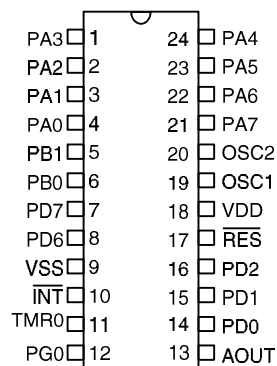 PA3 1 24 PA4
PA2 2 23 PA5
PA1 3 22 PA6
PA0 4 21 PA7
PB1 5 20 OSC2
PB0 6 19 OSC1
PD7 7 18 VDD
PD6 8 17 R̅E̅S̅
VSS 9 16 PD2
I̅N̅T̅ 10 15 PD1
TMR0 11 14 PD0
PG0 12 13 AOUT